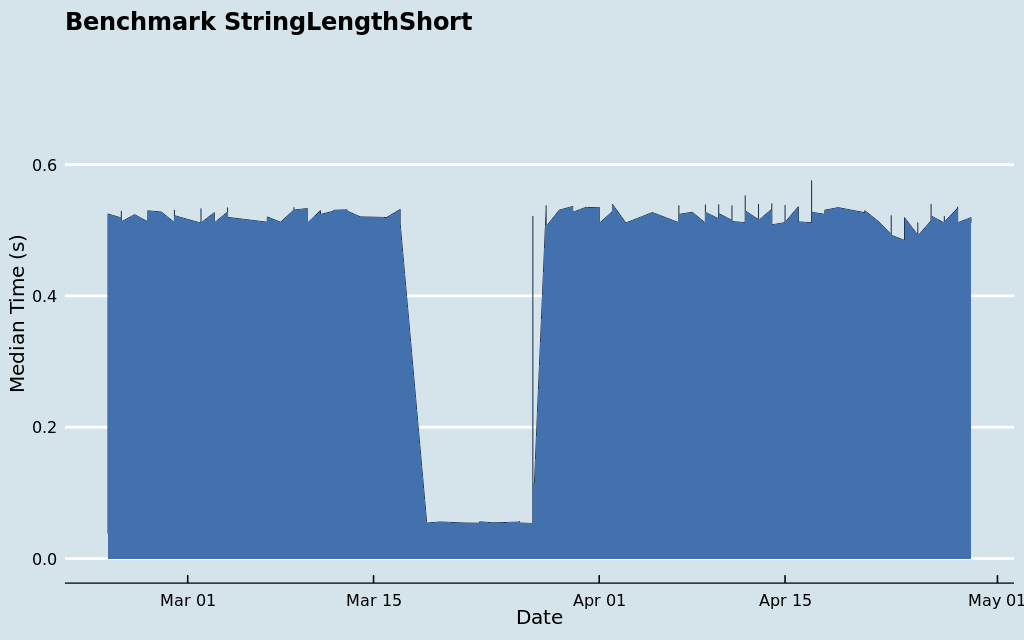 Benchmark StringLengthShort
0.6
0.4
0.2
0.0
Median Time (s)
Mar 01
Mar 15
Apr 01
Apr 15
May 01
Date